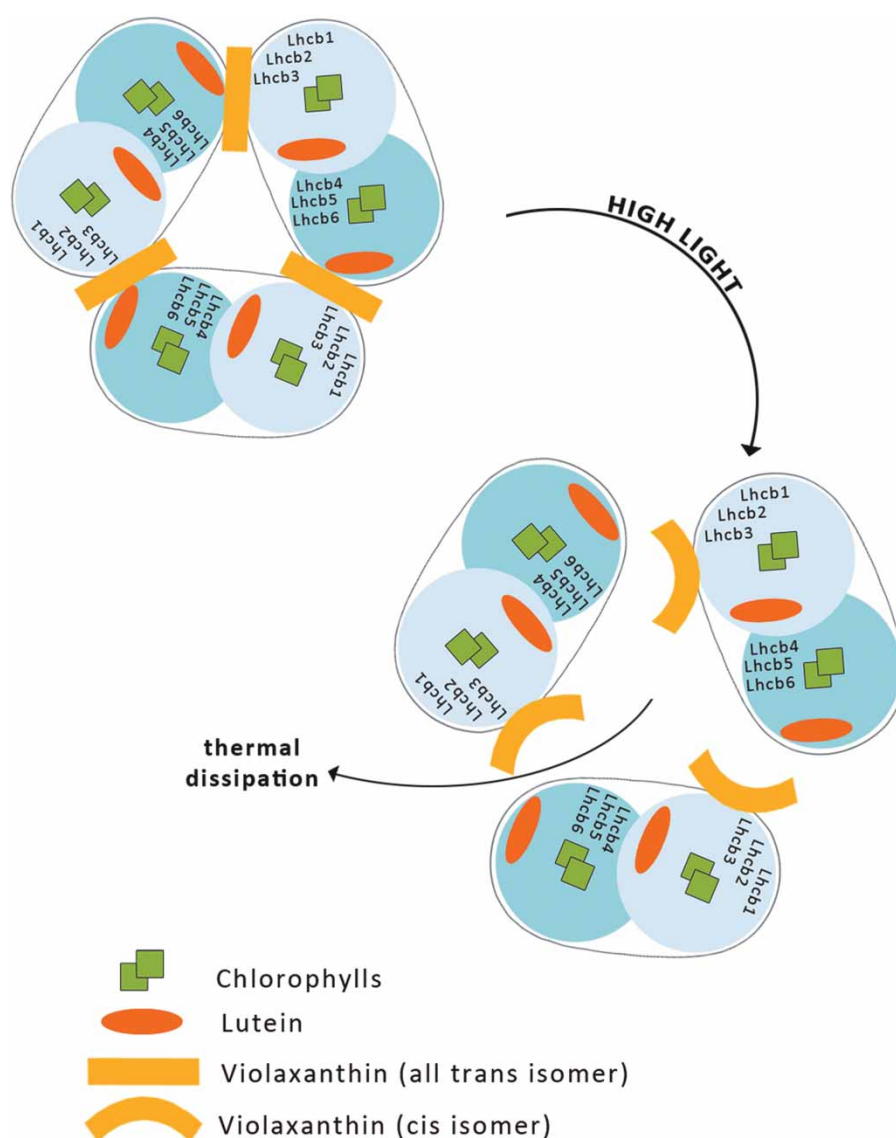 Lhcb1
Lhcb2
Lhcb3
Lhcb4
Lhcb5
Lhcb6
Lhcb4
Lhcb5
Lhcb6
Lhcb1
Lhcb2
Lhcb3
Lhcb4
Lhcb5
Lhcb6
Lhcb1
Lhcb2
Lhcb3
HIGH LIGHT
Lhcb1
Lhcb2
Lhcb3
Lhcb4
Lhcb5
Lhcb6
Lhcb4
Lhcb5
Lhcb6
Lhcb1
Lhcb2
Lhcb3
thermal
dissipation
Lhcb4
Lhcb5
Lhcb6
Lhcb1
Lhcb2
Lhcb3
Chlorophylls
Lutein
Violaxanthin (all trans isomer)
Violaxanthin (cis isomer)